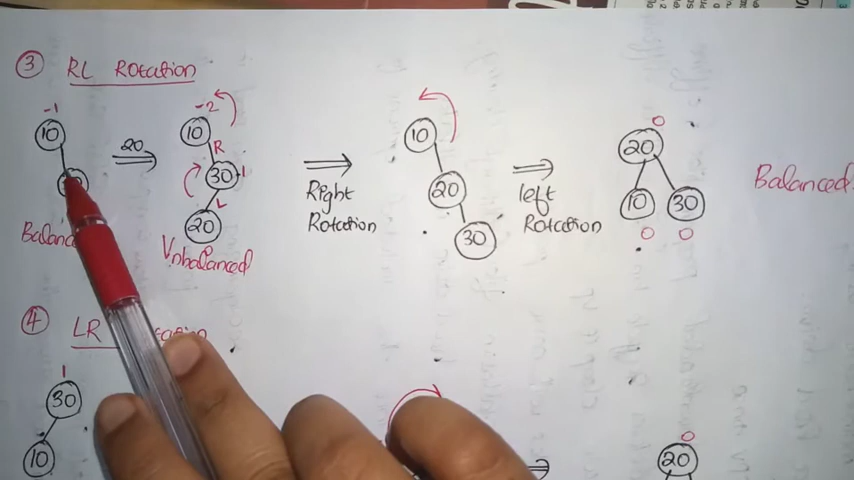 ③ RL Rotation
-1
10
20
-2
10
R
30 1
L
20
Unbalanced
Right
Rotation
10
20
30
left
Rotation
0
20
10 30
0 0
Balanced
④ LR
1
30
10
0
20